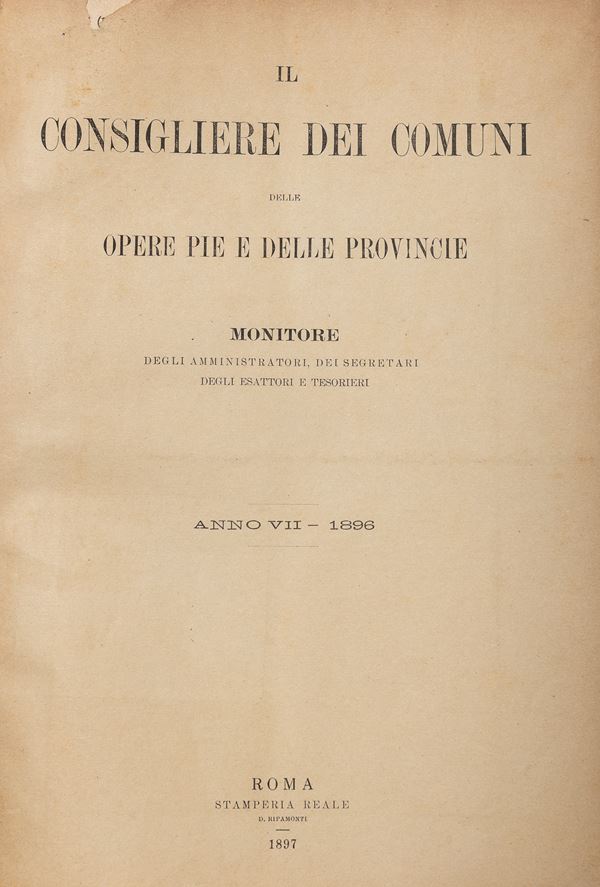 IL
CONSIGLIERE DEI COMUNI
DELLE
OPERE PIE E DELLE PROVINCIE
MONITORE
DEGLI AMMINISTRATORI, DEI SEGRETARI
DEGLI ESATTORI E TESORIERI
ANNO VII – 1896
ROMA
STAMPERIA REALE
D. RIPAMONTI
1897